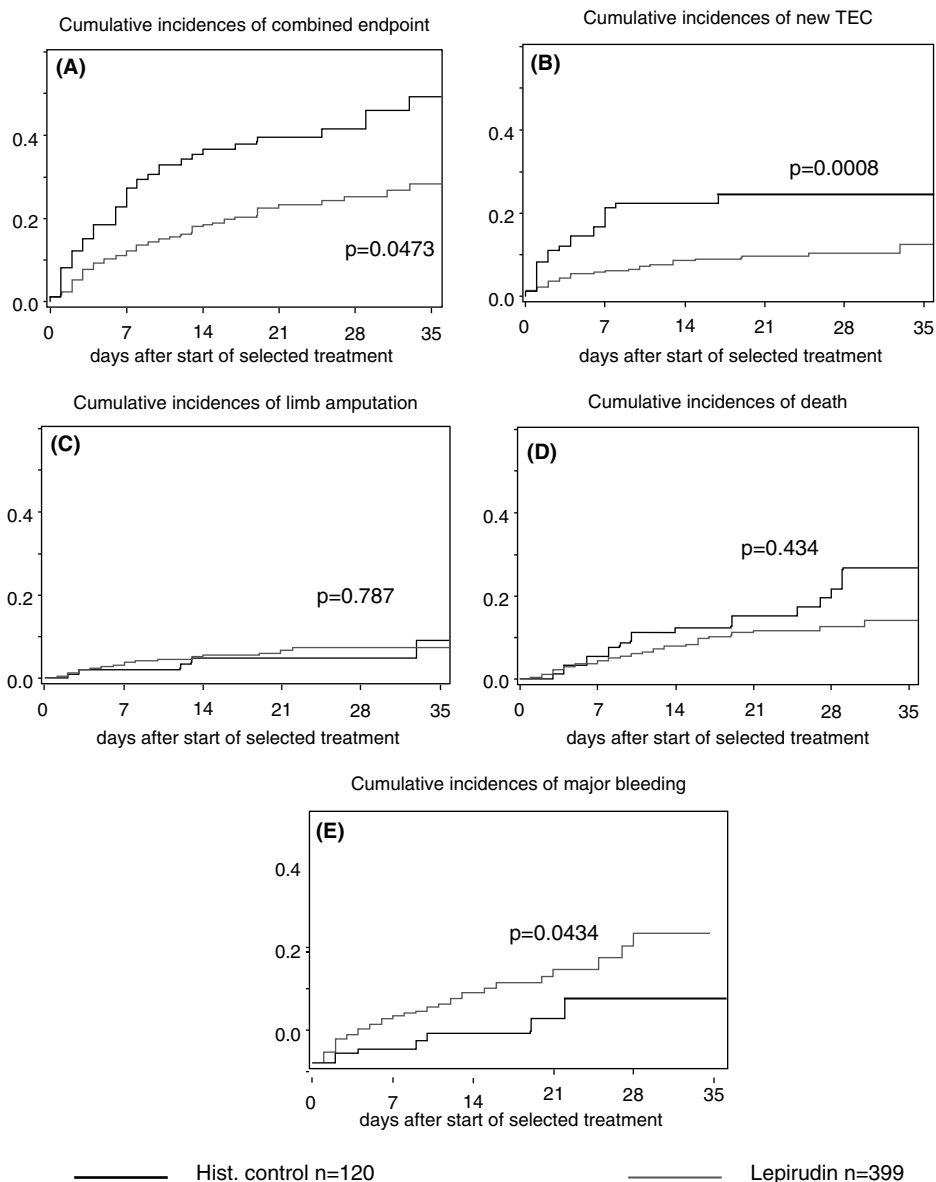 Cumulative incidences of combined endpoint
(A)
0.4
0.2
0.0
p=0.0473
0 7 14 21 28 35
days after start of selected treatment
Cumulative incidences of new TEC
(B)
0.4
0.2
0.0
p=0.0008
0 7 14 21 28 35
days after start of selected treatment
Cumulative incidences of limb amputation
(C)
0.4
0.2
0.0
p=0.787
0 7 14 21 28 35
days after start of selected treatment
Cumulative incidences of death
(D)
0.4
0.2
0.0
p=0.434
0 7 14 21 28 35
days after start of selected treatment
Cumulative incidences of major bleeding
(E)
0.4
0.2
0.0
p=0.0434
0 7 14 21 28 35
days after start of selected treatment
Hist. control n=120
Lepirudin n=399